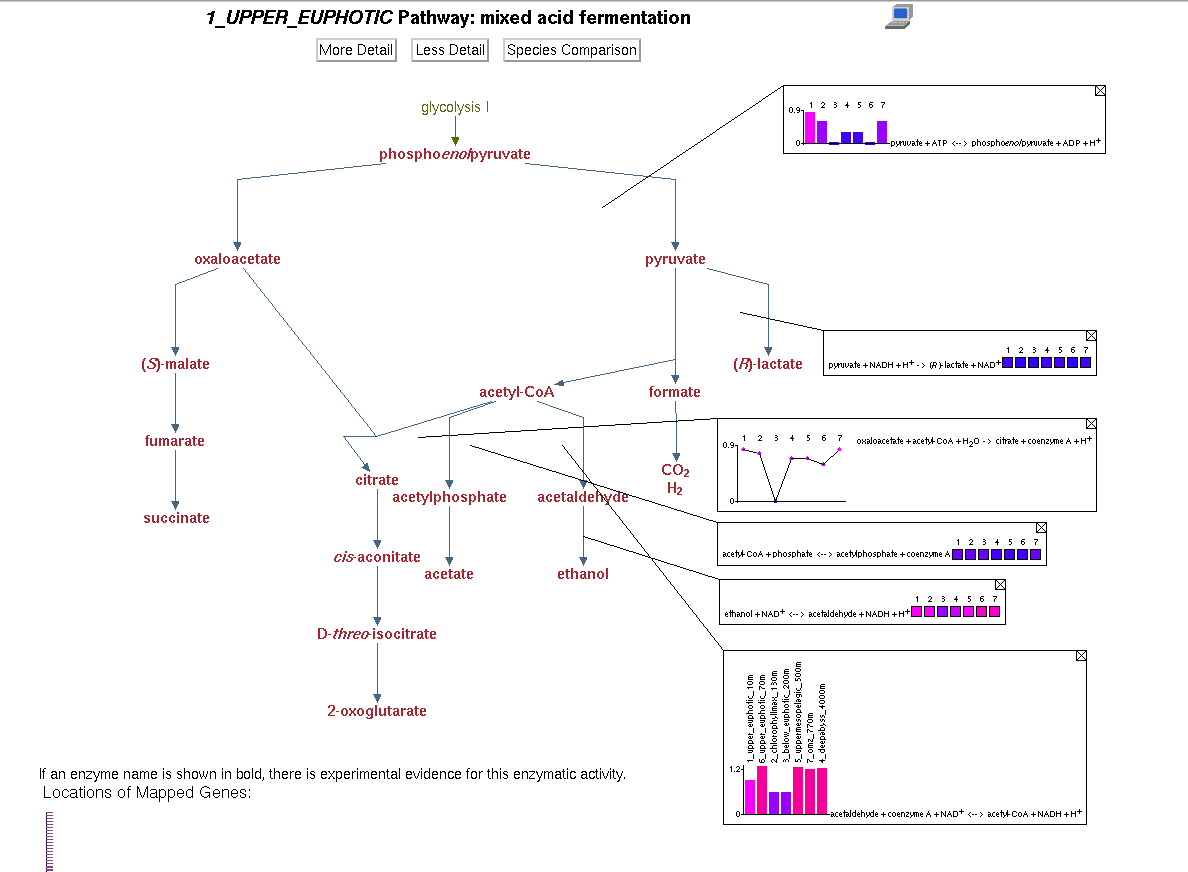 1_UPPER_EUPHOTIC Pathway: mixed acid fermentation
More Detail
Less Detail
Species Comparison
glycolysis I
phosphoenolpyruvate
oxaloacetate
pyruvate
(S)-malate
(R)-lactate
acetyl-CoA
formate
fumarate
citrate
CO2
H2
acetylphosphate
acetaldehyde
succinate
cis-aconitate
acetate
ethanol
D-threo-isocitrate
2-oxoglutarate
1 2 3 4 5 6 7
0.9
0
pyruvate + ATP <--> phosphoenolpyruvate + ADP + H+
1 2 3 4 5 6 7
pyruvate + NADH + H+ -> (R)-lactate + NAD+
1 2 3 4 5 6 7
0.9
0
oxaloacetate + acetyl-CoA + H2O -> citrate + coenzyme A + H+
1 2 3 4 5 6 7
acetyl-CoA + phosphate <--> acetylphosphate + coenzyme A
1 2 3 4 5 6 7
ethanol + NAD+ <--> acetaldehyde + NADH + H+
1_upper_euphotic_10m
6_upper_euphotic_70m
2_chlorophyllmax_130m
3_below_euphotic_200m
5_uppermesopelagic_500m
7_omz_770m
4_deepabyss_4000m
1.2
0
acetaldehyde + coenzyme A + NAD+ <--> acetyl-CoA + NADH + H+
If an enzyme name is shown in bold, there is experimental evidence for this enzymatic activity.
Locations of Mapped Genes: